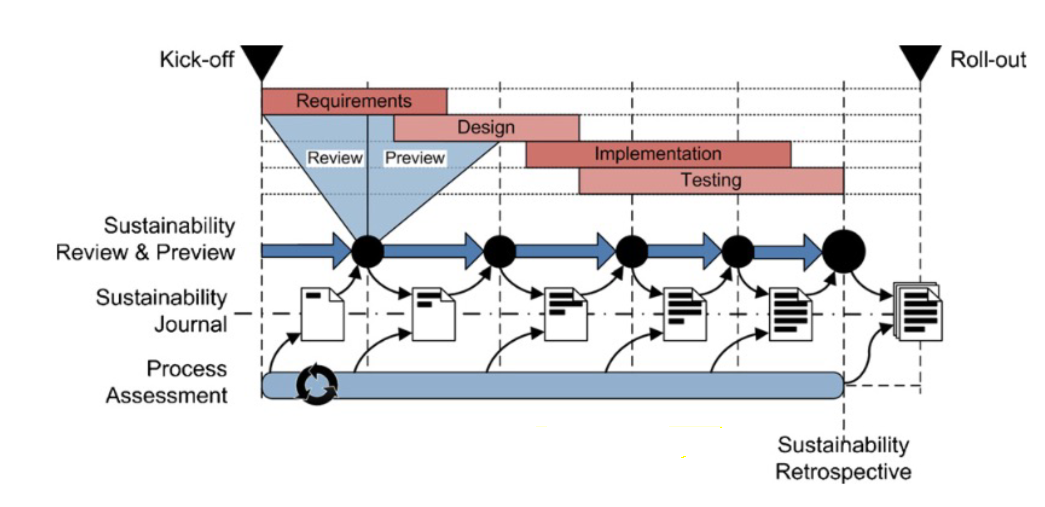 Kick-off
Roll-out
Requirements
Design
Implementation
Testing
Review
Preview
Sustainability
Review & Preview
Sustainability
Journal
Process
Assessment
Sustainability
Retrospective